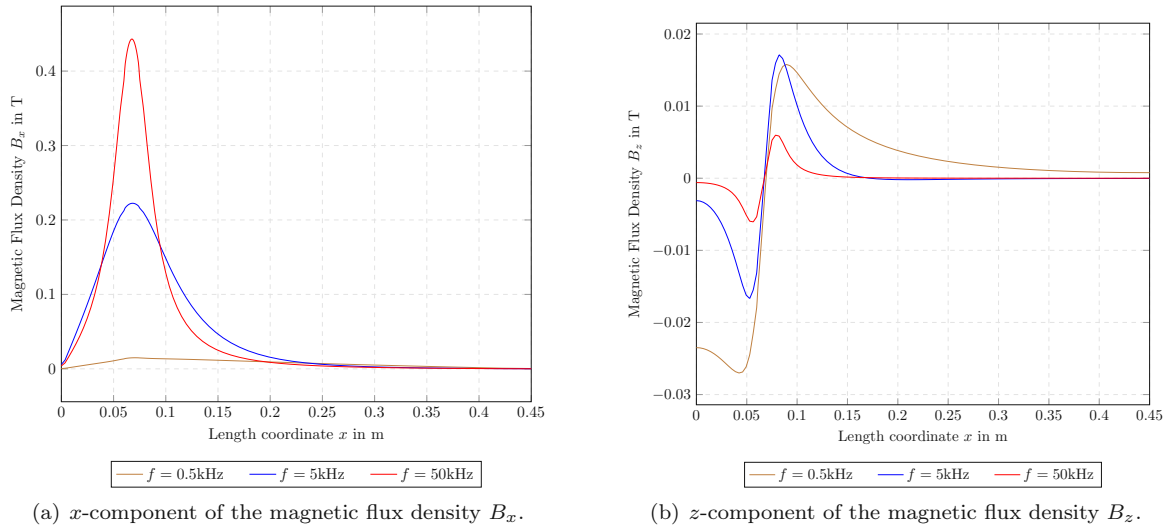 0.4
0.3
0.2
0.1
0
Magnetic Flux Density B_x in T
0 0.05 0.1 0.15 0.2 0.25 0.3 0.35 0.4 0.45
Length coordinate x in m
f = 0.5kHz f = 5kHz f = 50kHz
(a) x-component of the magnetic flux density B_x.
0.02
0.01
0
−0.01
−0.02
−0.03
Magnetic Flux Density B_z in T
0 0.05 0.1 0.15 0.2 0.25 0.3 0.35 0.4 0.45
Length coordinate x in m
f = 0.5kHz f = 5kHz f = 50kHz
(b) z-component of the magnetic flux density B_z.